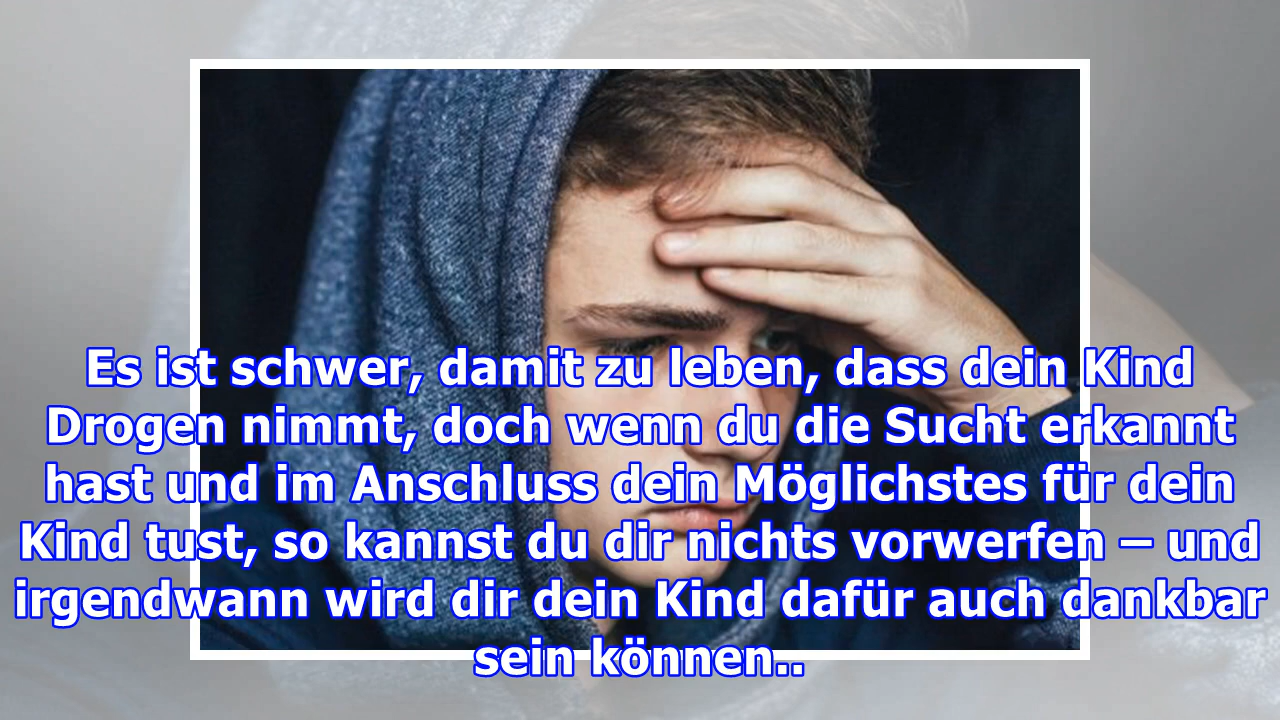 Es ist schwer, damit zu leben, dass dein Kind
Drogen nimmt, doch wenn du die Sucht erkannt
hast und im Anschluss dein Möglichstes für dein
Kind tust, so kannst du dir nichts vorwerfen – und
irgendwann wird dir dein Kind dafür auch dankbar
sein können..